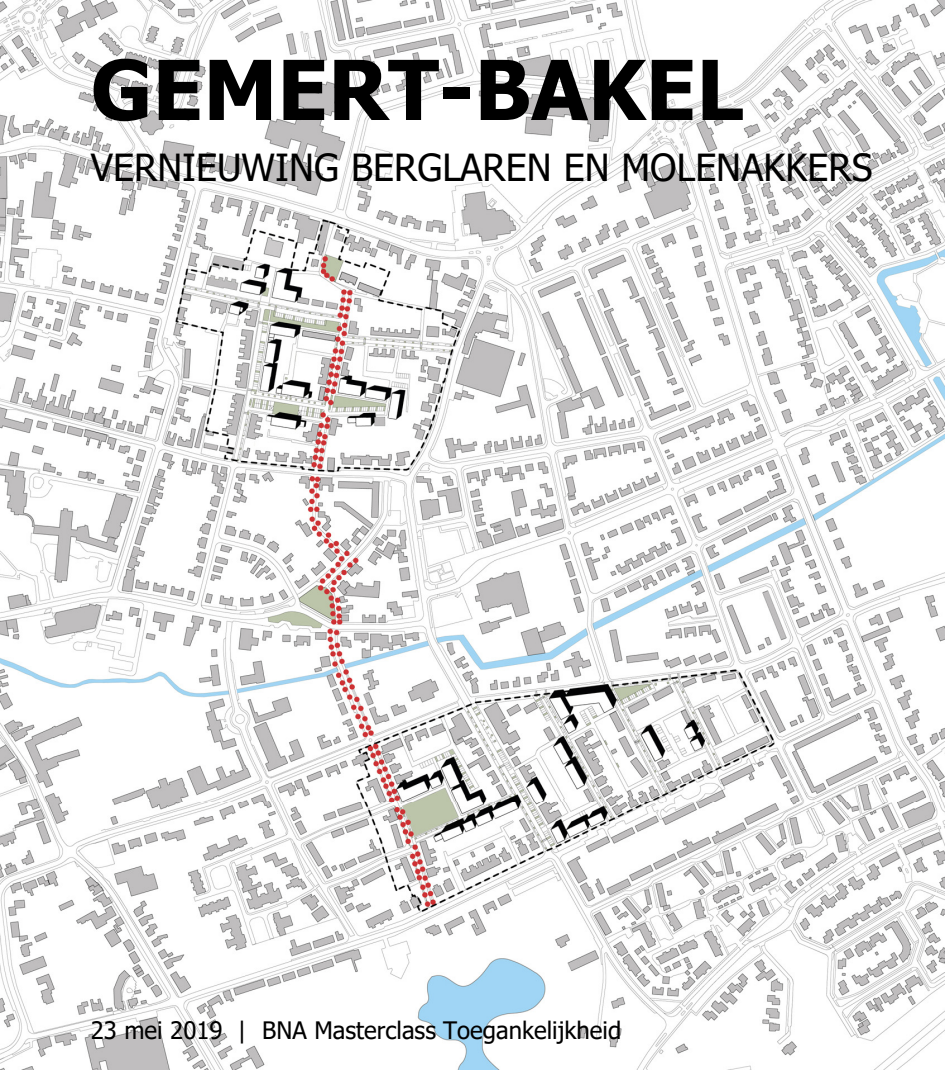 GEMERT-BAKEL
VERNIEUWING BERGLAREN EN MOLENAKKERS
23 mei 2019 | BNA Masterclass Toegankelijkheid